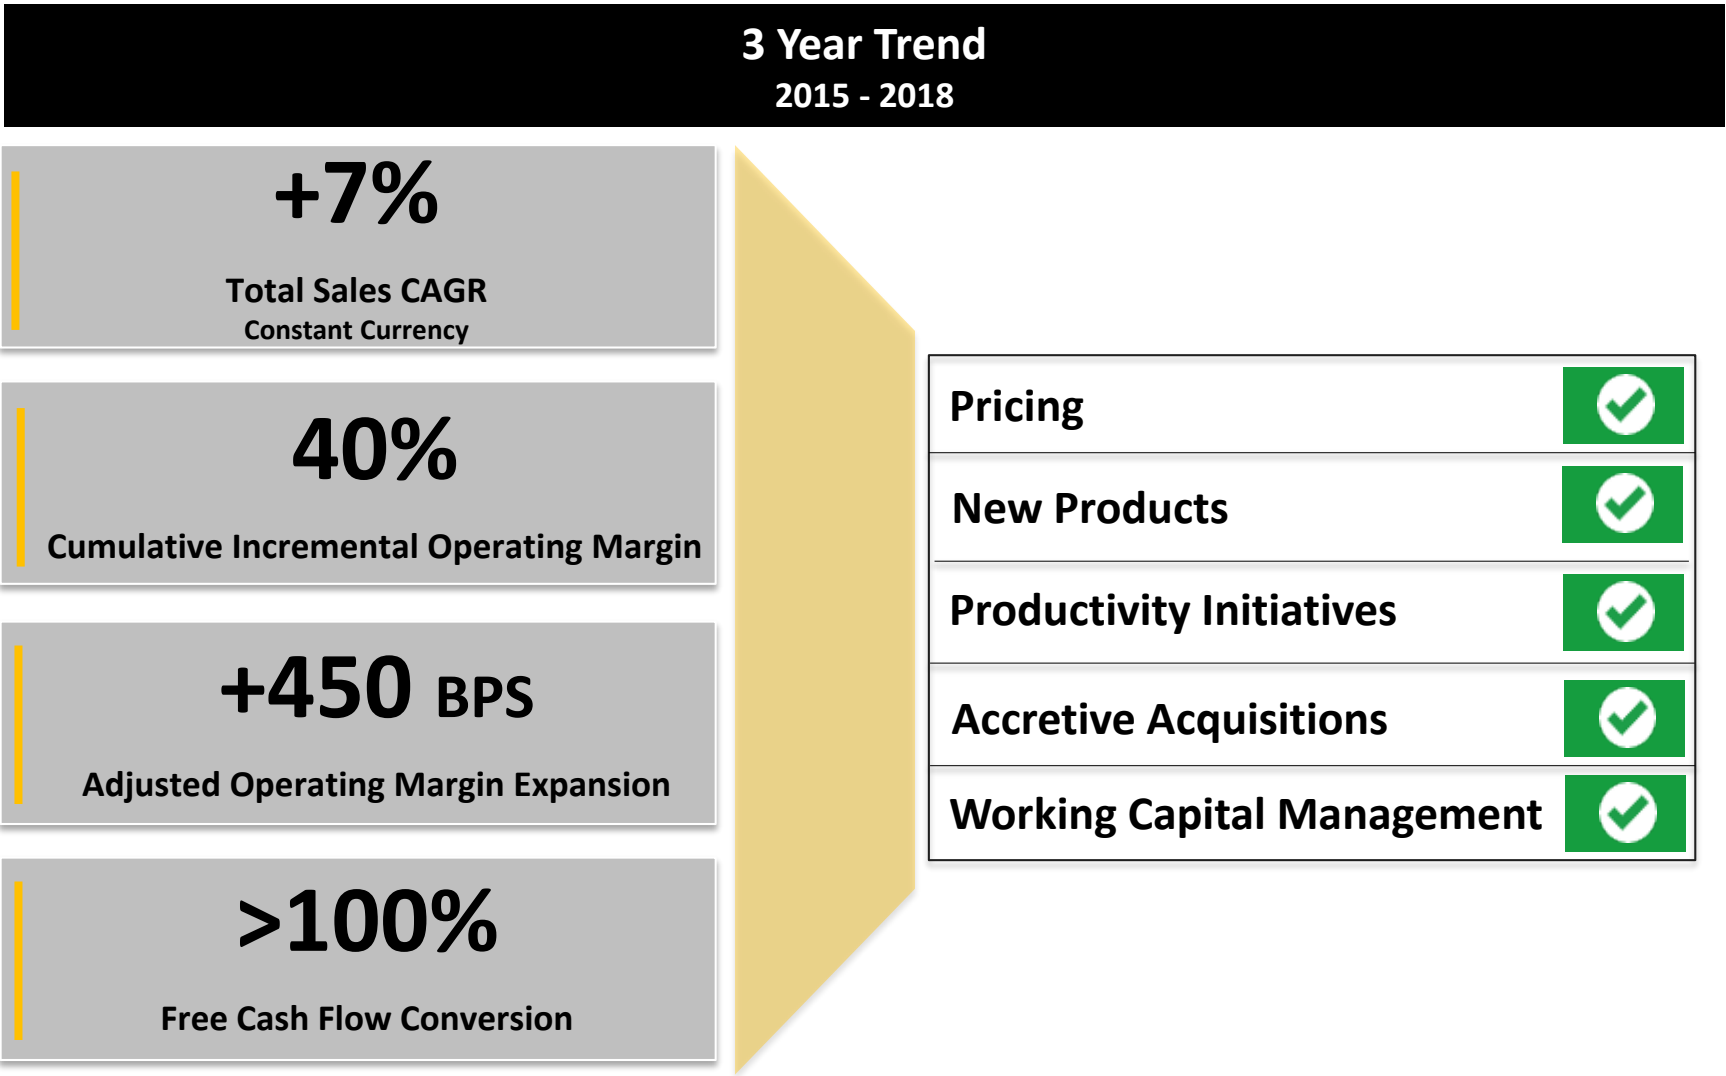 3 Year Trend
2015 - 2018
+7%
Total Sales CAGR
Constant Currency
40%
Cumulative Incremental Operating Margin
+450 BPS
Adjusted Operating Margin Expansion
>100%
Free Cash Flow Conversion
Pricing
New Products
Productivity Initiatives
Accretive Acquisitions
Working Capital Management